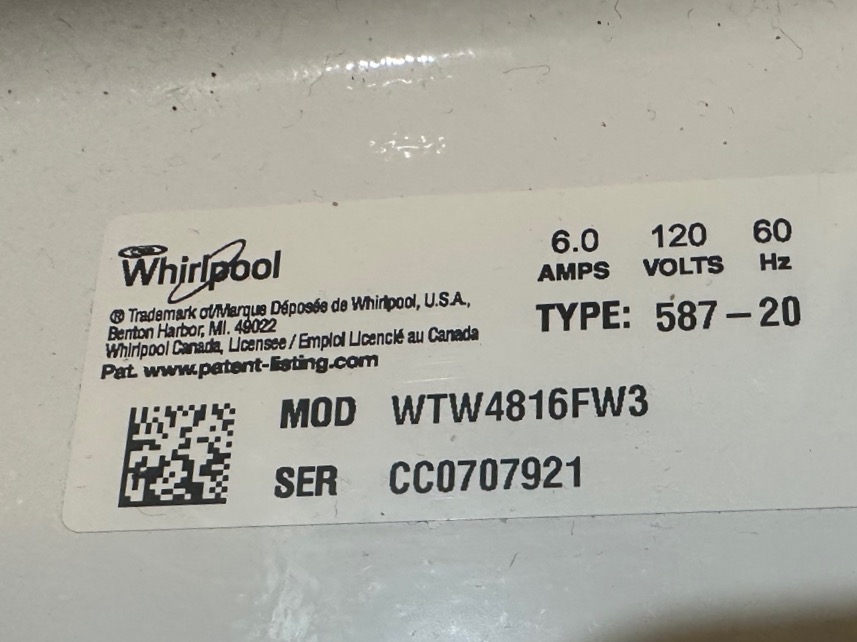 Whirlpool
® Trademark of/Marque Déposée de Whirlpool, U.S.A.,
Benton Harbor, MI. 49022
Whirlpool Canada, Licensee / Emploi Licencié au Canada
Pat. www.patent-listing.com
6.0 120 60
AMPS VOLTS Hz
TYPE: 587-20
MOD WTW4816FW3
SER CC0707921